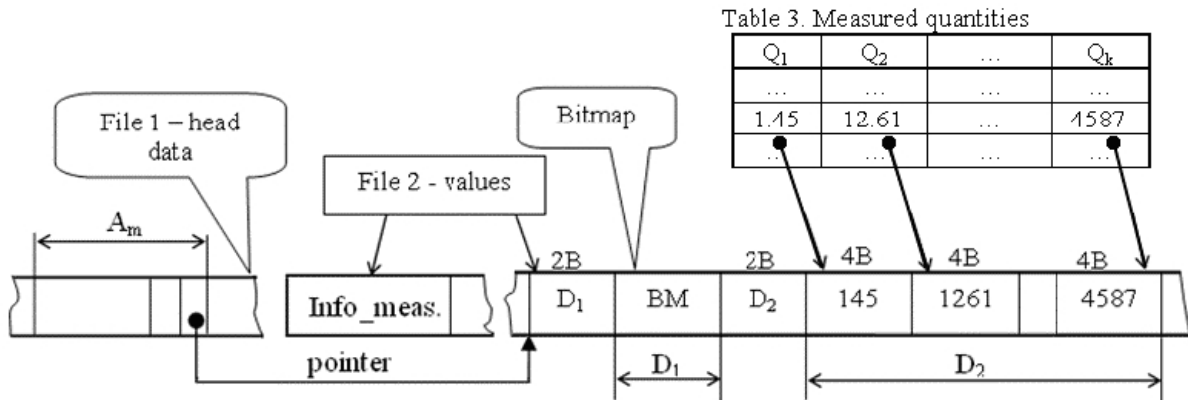 Table 3. Measured quantities
Q₁ Q₂ ... Qₖ
... ... ... ...
1.45 12.61 ... 4587
... ... ... ...
File 1 – head
data
Bitmap
File 2 - values
Aₘ
2B 2B 4B 4B 4B
Info_meas. D₁ BM D₂ 145 1261 4587
pointer D₁ D₂